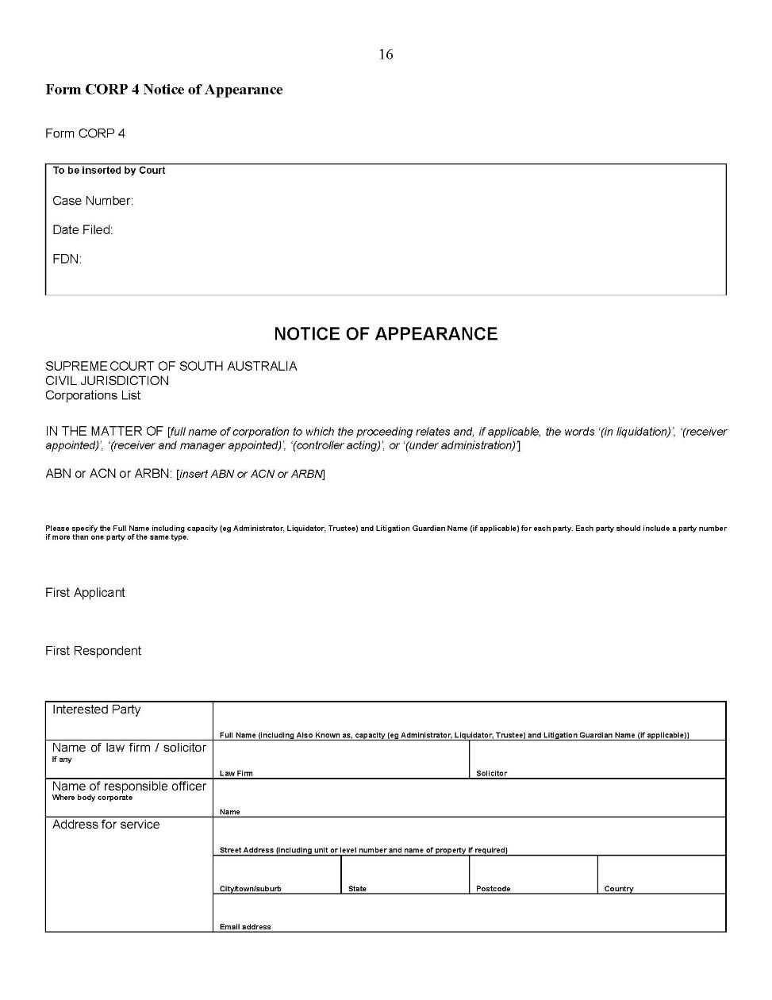 16
Form CORP 4 Notice of Appearance
Form CORP 4
To be inserted by Court
Case Number:
Date Filed:
FDN:
NOTICE OF APPEARANCE
SUPREME COURT OF SOUTH AUSTRALIA
CIVIL JURISDICTION
Corporations List
IN THE MATTER OF [full name of corporation to which the proceeding relates and, if applicable, the words ‘(in liquidation)’, ‘(receiver
appointed)’, ‘(receiver and manager appointed)’, ‘(controller acting)’, or ‘(under administration)’]
ABN or ACN or ARBN: [insert ABN or ACN or ARBN]
Please specify the Full Name including capacity (eg Administrator, Liquidator, Trustee) and Litigation Guardian Name (if applicable) for each party. Each party should include a party number
if more than one party of the same type.
First Applicant
First Respondent
Interested Party
Full Name (including Also Known as, capacity (eg Administrator, Liquidator, Trustee) and Litigation Guardian Name (if applicable))
Name of law firm / solicitor
If any
Law Firm
Solicitor
Name of responsible officer
Where body corporate
Name
Address for service
Street Address (including unit or level number and name of property if required)
City/town/suburb
State
Postcode
Country
Email address